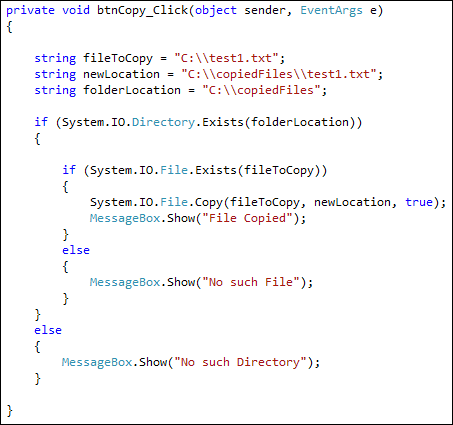 private void btnCopy_Click(object sender, EventArgs e)
{
string fileToCopy = "C:\\test1.txt";
string newLocation = "C:\\copiedFiles\\test1.txt";
string folderLocation = "C:\\copiedFiles";
if (System.IO.Directory.Exists(folderLocation))
{
if (System.IO.File.Exists(fileToCopy))
{
System.IO.File.Copy(fileToCopy, newLocation, true);
MessageBox.Show("File Copied");
}
else
{
MessageBox.Show("No such File");
}
}
else
{
MessageBox.Show("No such Directory");
}
}